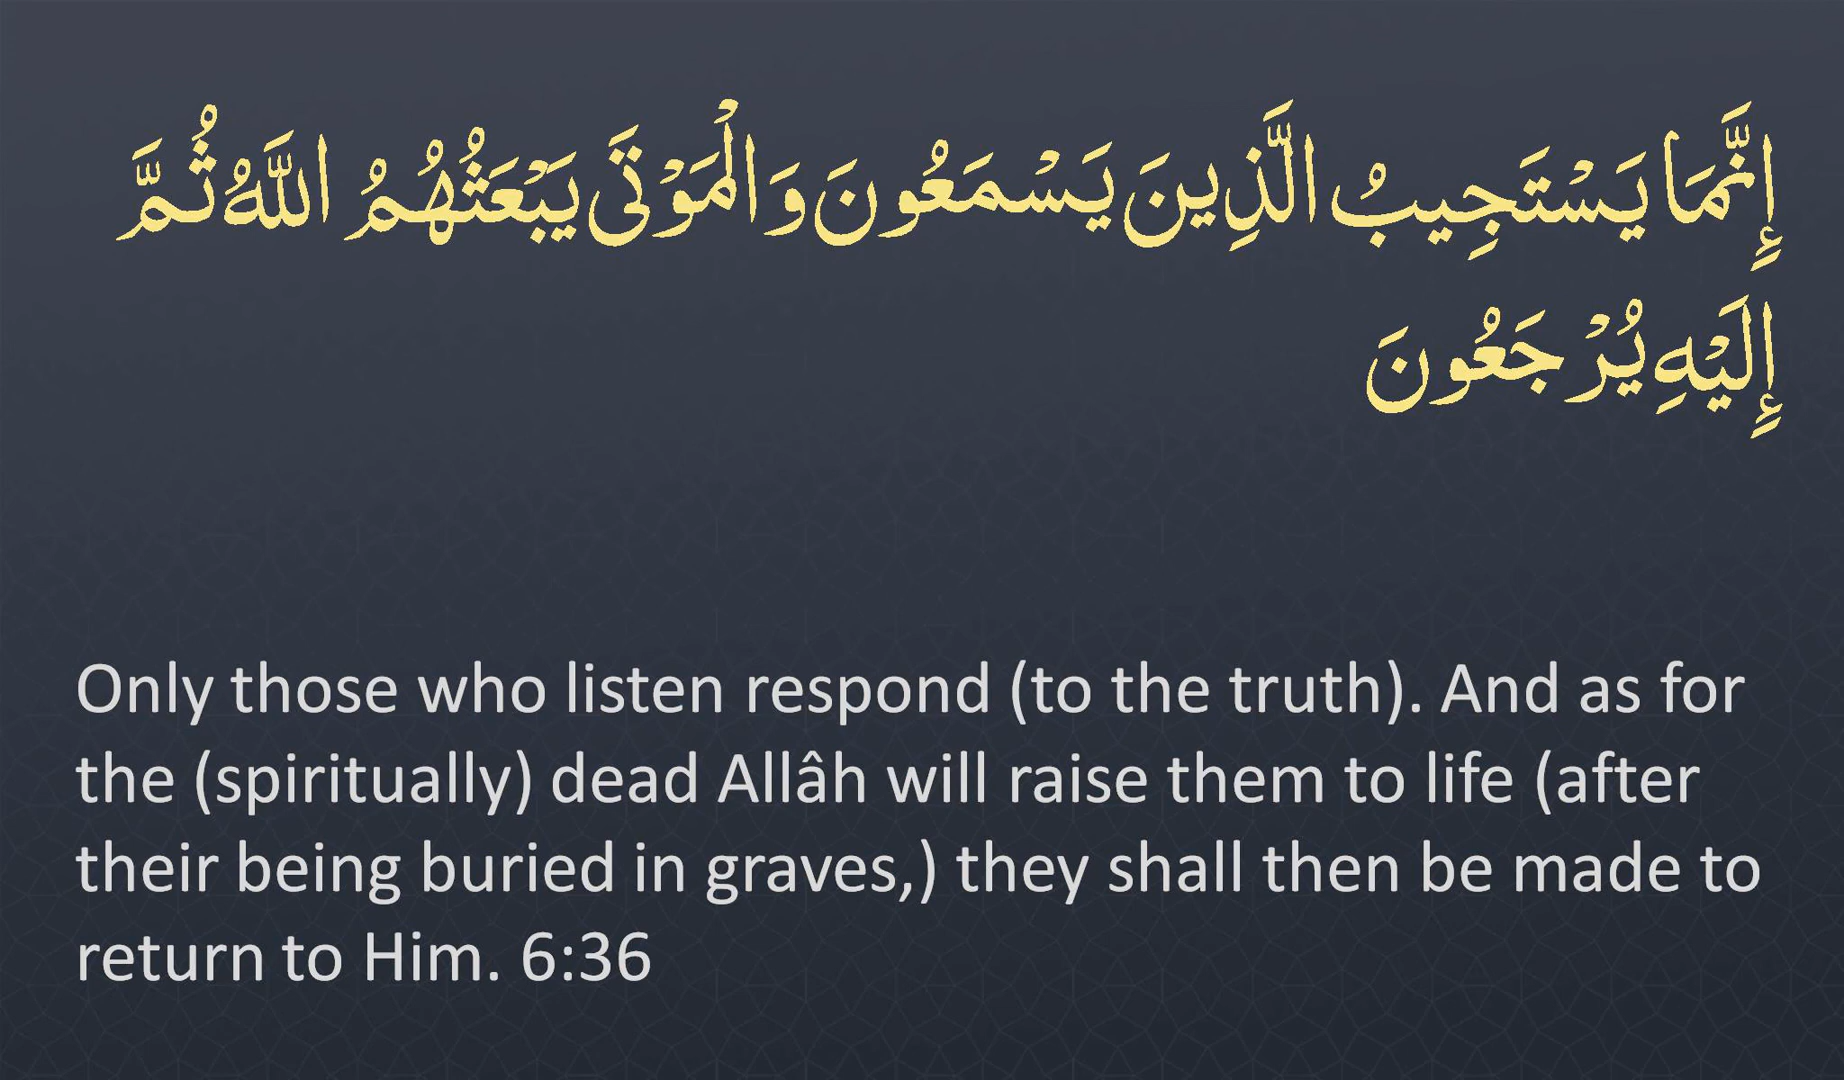 إِنَّمَا يَسْتَجِيبُ الَّذِينَ يَسْمَعُونَ وَالْمَوْتَى يَبْعَثُهُمُ اللَّهُ ثُمَّ
إِلَيْهِ يُرْجَعُونَ
Only those who listen respond (to the truth). And as for
the (spiritually) dead Allâh will raise them to life (after
their being buried in graves,) they shall then be made to
return to Him. 6:36